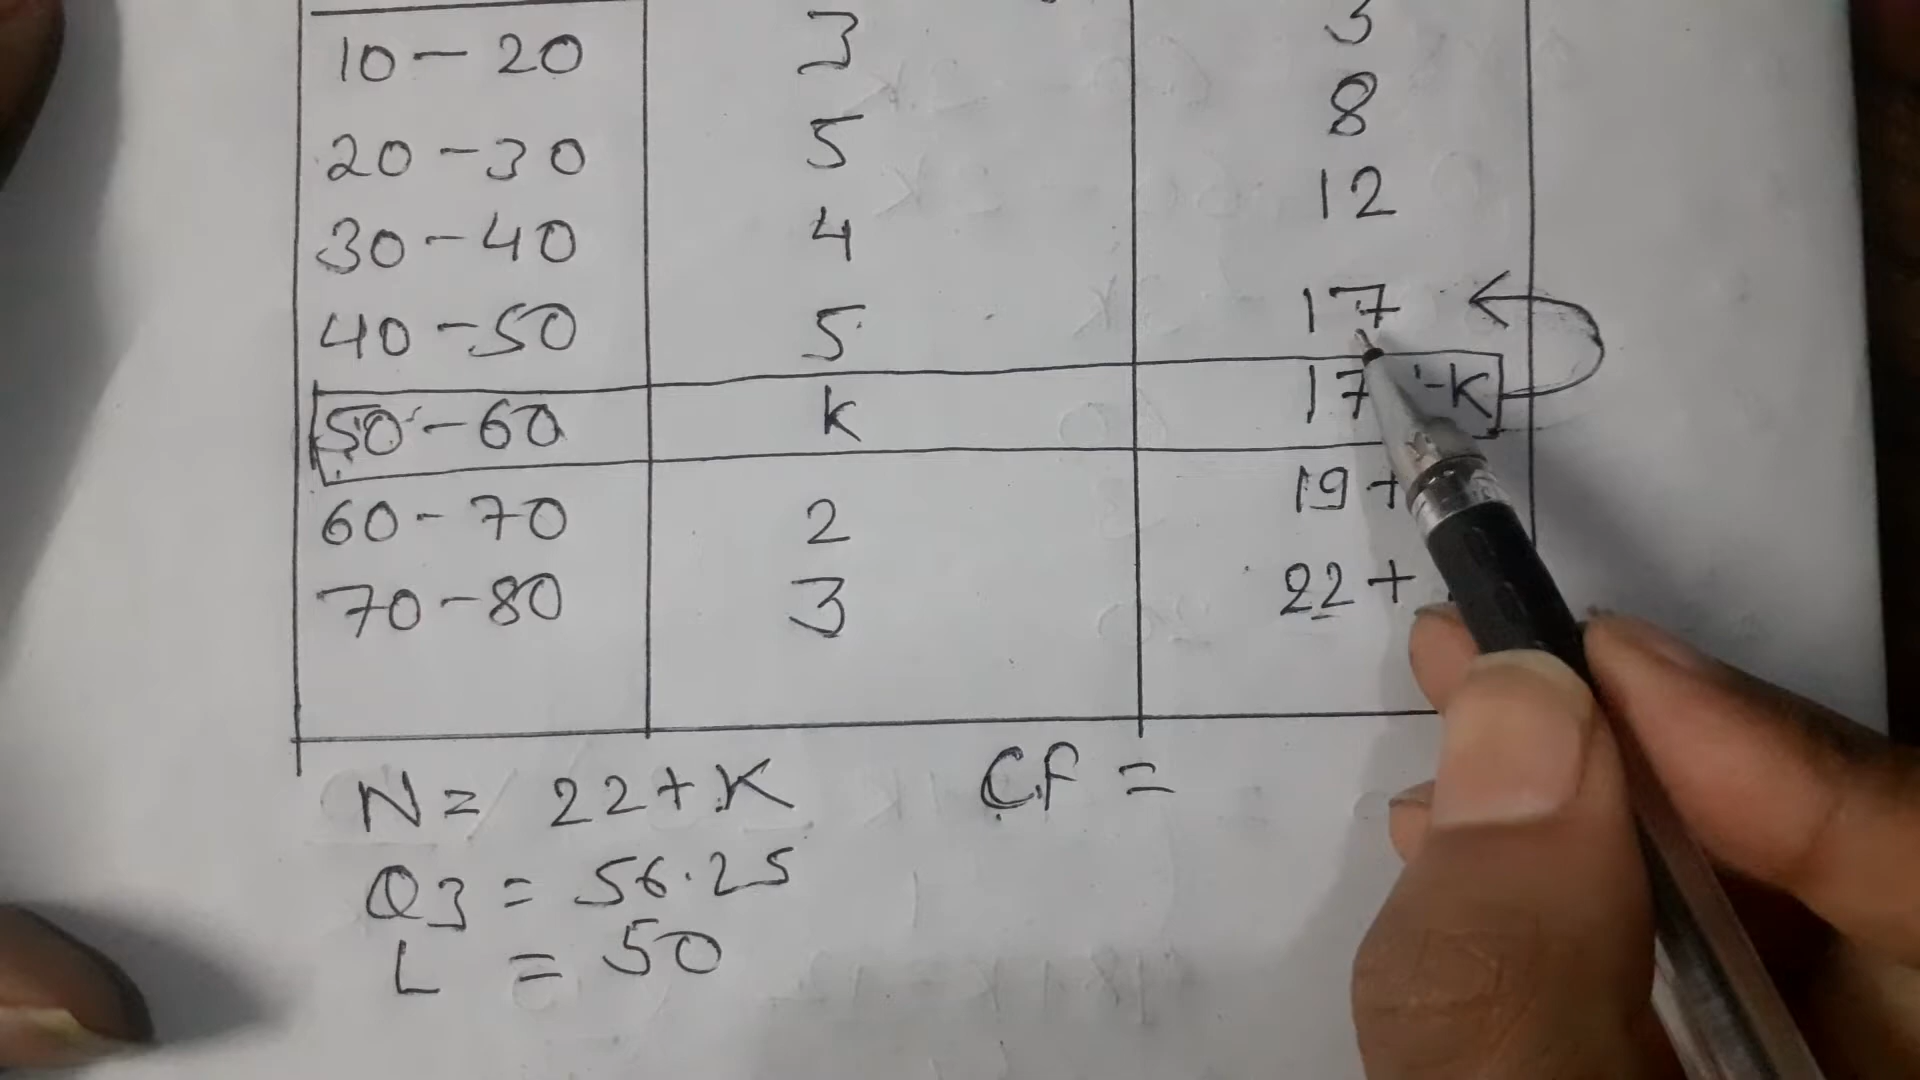 10 - 20 3 3
20 - 30 5 8
30 - 40 4 12
40 - 50 5 17
50 - 60 K 17 -K
60 - 70 2 19 +
70 - 80 3 22 +
N = 22 + K CF =
Q3 = 56.25
L = 50